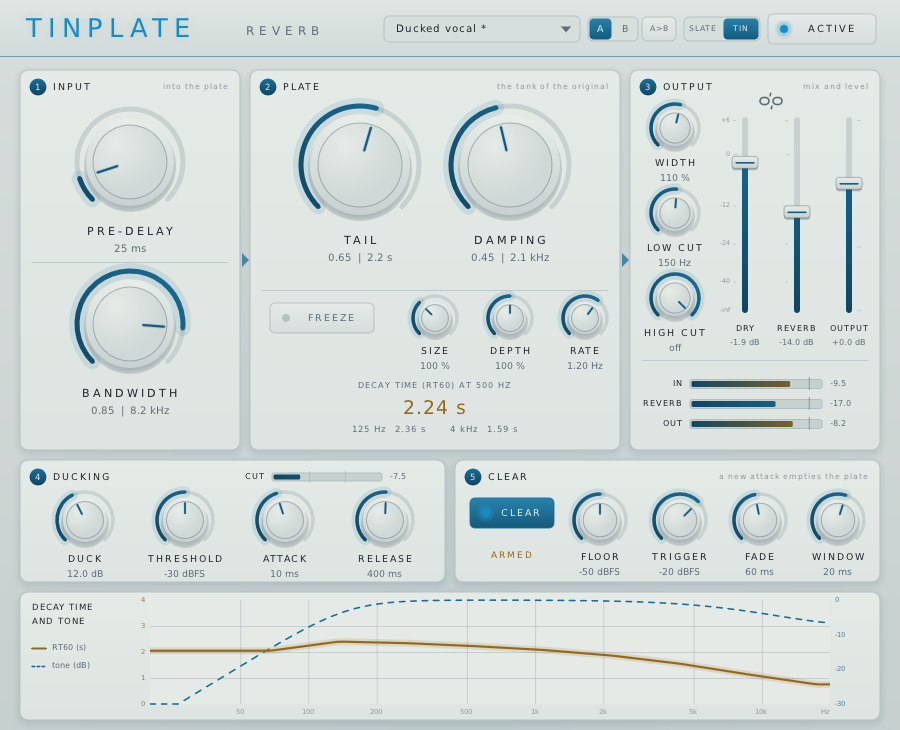 TINPLATE REVERB Ducked vocal * A B A>B SLATE TIN ACTIVE
1 INPUT into the plate
PRE-DELAY
25 ms
BANDWIDTH
0.85 | 8.2 kHz
2 PLATE the tank of the original
TAIL DAMPING
0.65 | 2.2 s 0.45 | 2.1 kHz
FREEZE
SIZE DEPTH RATE
100 % 100 % 1.20 Hz
DECAY TIME (RT60) AT 500 HZ
2.24 s
125 Hz 2.36 s 4 kHz 1.59 s
3 OUTPUT mix and level
WIDTH
110 %
LOW CUT
150 Hz
HIGH CUT
off
+6
0
-12
-24
-40
-inf
DRY REVERB OUTPUT
-1.9 dB -14.0 dB +0.0 dB
IN -9.5
REVERB -17.0
OUT -8.2
4 DUCKING CUT -7.5
DUCK THRESHOLD ATTACK RELEASE
12.0 dB -30 dBFS 10 ms 400 ms
5 CLEAR a new attack empties the plate
CLEAR
ARMED
FLOOR TRIGGER FADE WINDOW
-50 dBFS -20 dBFS 60 ms 20 ms
DECAY TIME
AND TONE
RT60 (s)
tone (dB)
4
3
2
1
0
0
-10
-20
-30
50 100 200 500 1k 2k 5k 10k Hz